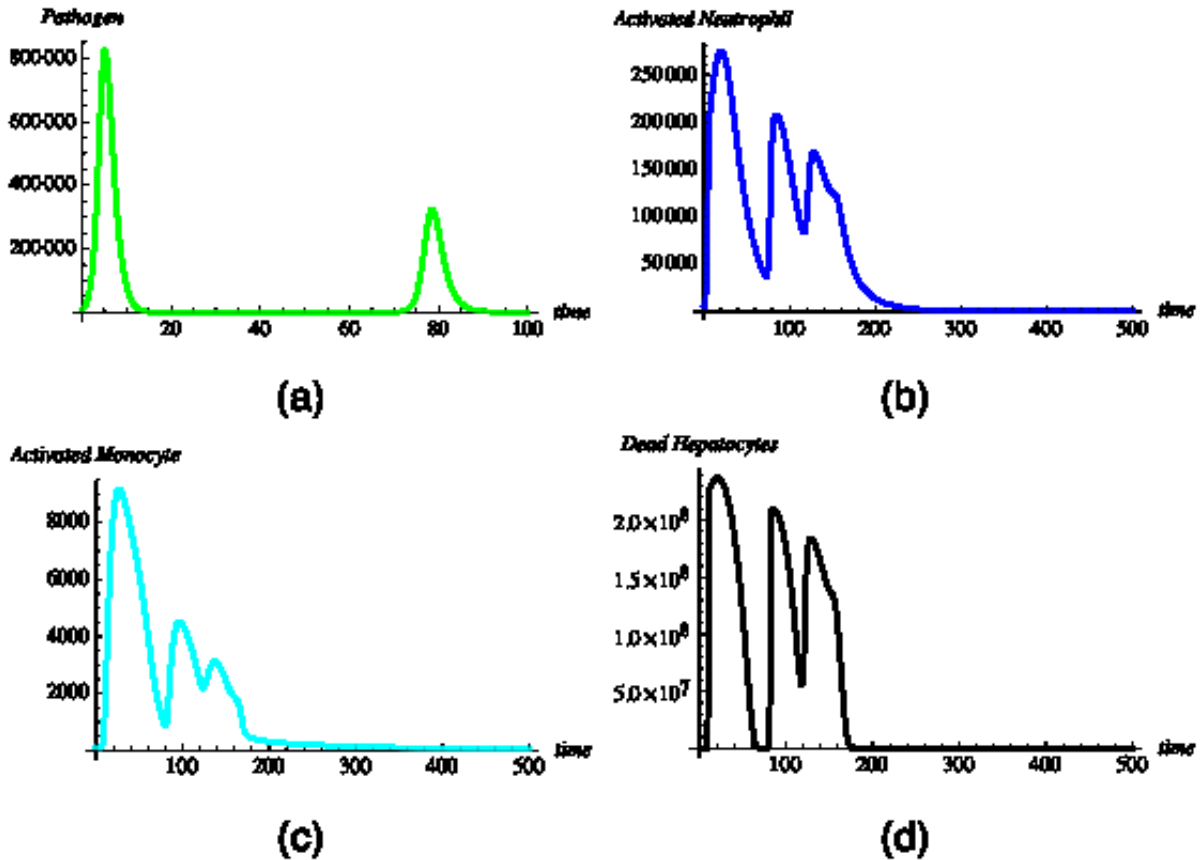 Pathogen
800000
600000
400000
200000
20 40 60 80 100 time
(a)
Activated Neutrophil
250000
200000
150000
100000
50000
100 200 300 400 500 time
(b)
Activated Monocyte
8000
6000
4000
2000
100 200 300 400 500 time
(c)
Dead Hepatocytes
2.0×10⁸
1.5×10⁸
1.0×10⁸
5.0×10⁷
100 200 300 400 500 time
(d)